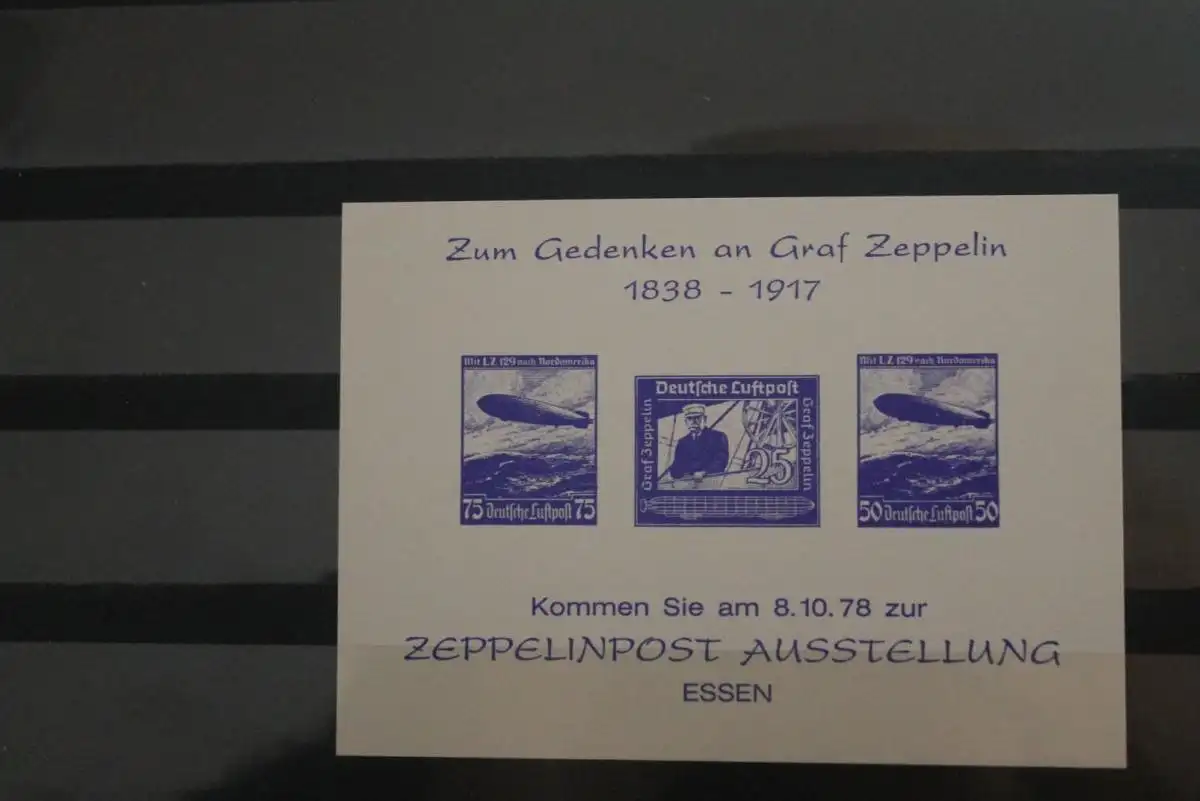 Zum Gedenken an Graf Zeppelin
1838 - 1917
Mit LZ 129 nach Nordamerika
75 Deutsche Luftpost 75
Deutsche Luftpost
Graf Zeppelin
25
Graf Zeppelin
Mit LZ 129 nach Nordamerika
50 Deutsche Luftpost 50
Kommen Sie am 8.10.78 zur
ZEPPELINPOST AUSSTELLUNG
ESSEN